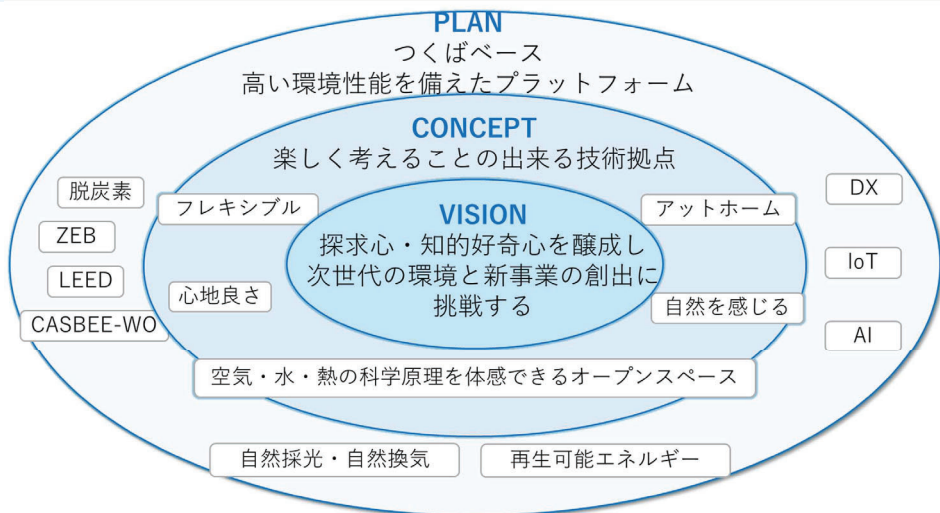 PLAN
つくばベース
高い環境性能を備えたプラットフォーム
CONCEPT
楽しく考えることの出来る技術拠点
脱炭素
DX
フレキシブル
アットホーム
VISION
ZEB
探求心・知的好奇心を醸成し
次世代の環境と新事業の創出に
挑戦する
IoT
LEED
心地良さ
自然を感じる
CASBEE-WO
AI
空気・水・熱の科学原理を体感できるオープンスペース
自然採光・自然換気
再生可能エネルギー